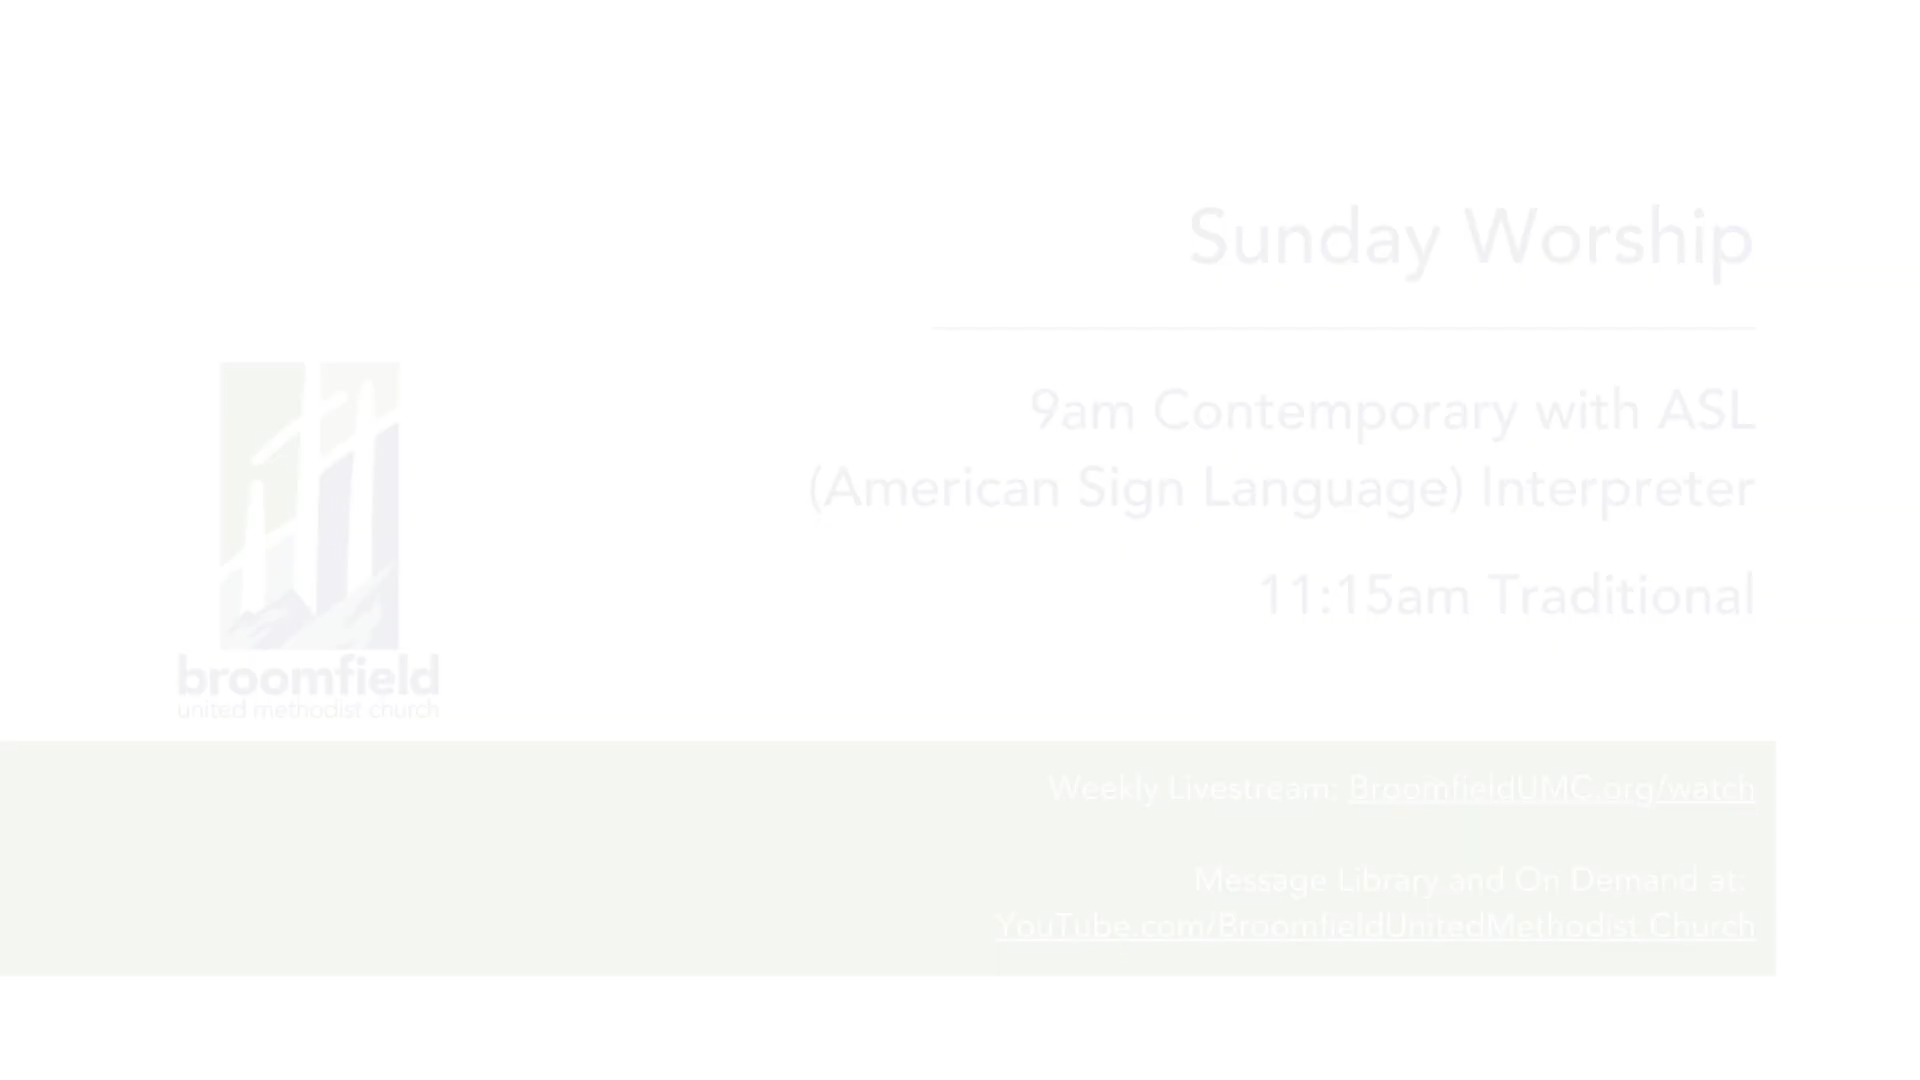 Sunday Worship
9am Contemporary with ASL
(American Sign Language) Interpreter
11:15am Traditional
broomfield
united methodist church
Weekly Livestream: BroomfieldUMC.org/watch
Message Library and On Demand at:
YouTube.com/BroomfieldUnitedMethodist Church